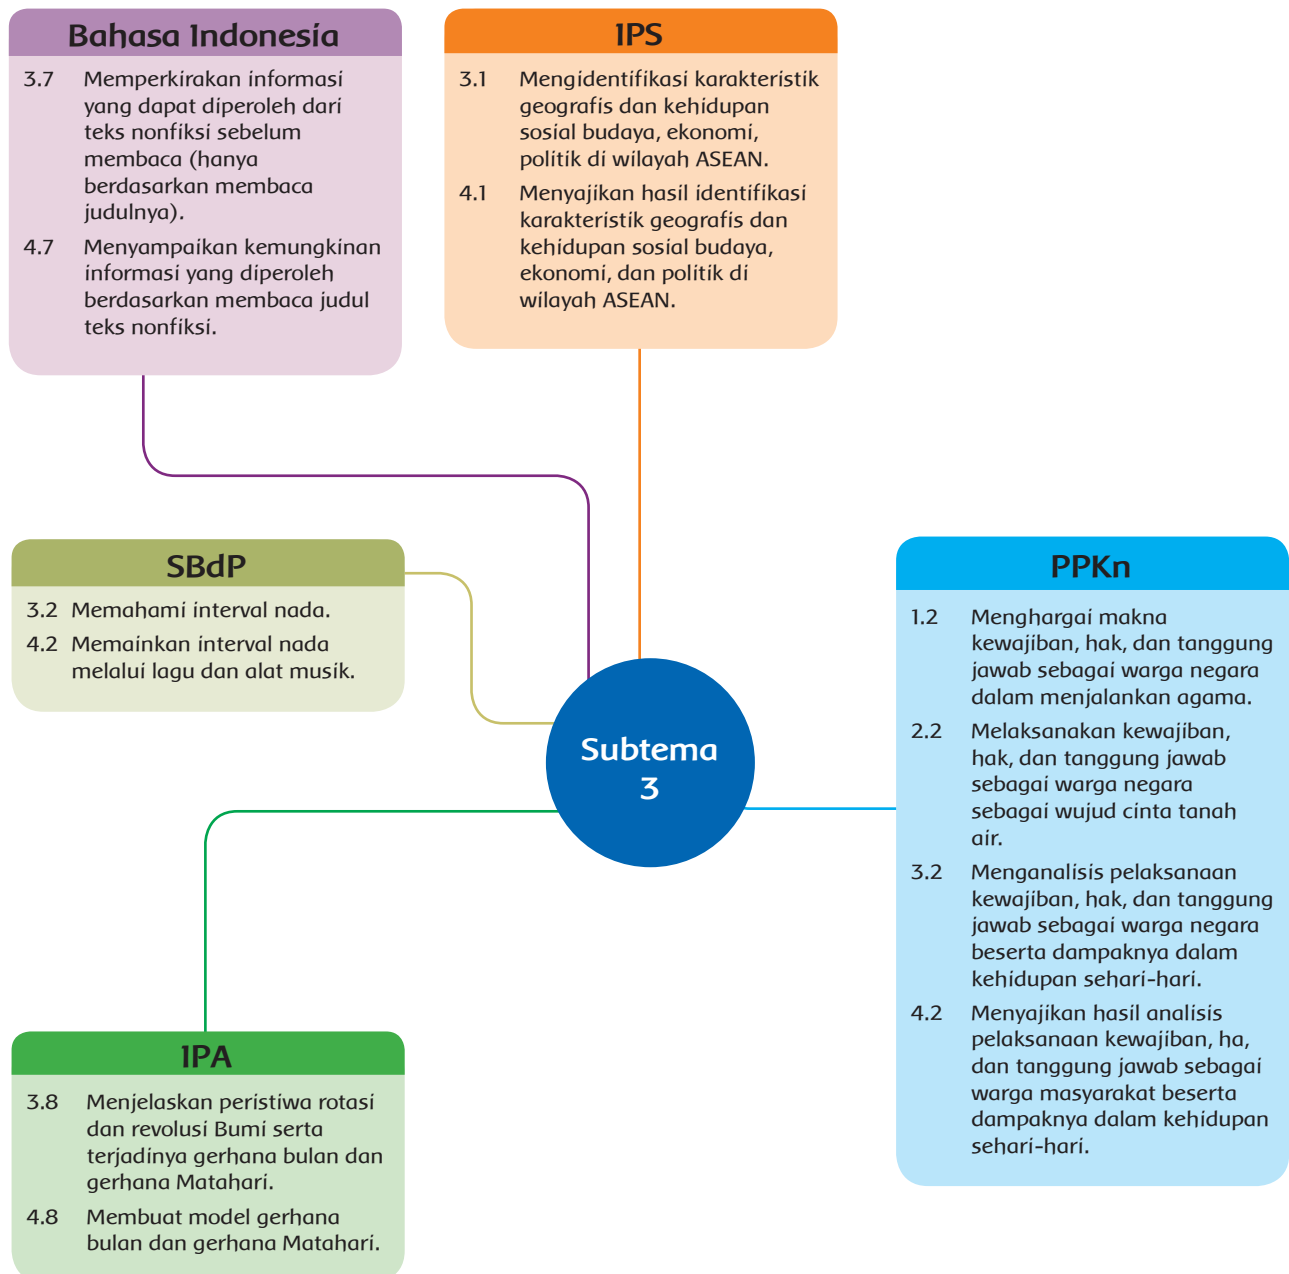 Bahasa Indonesia
3.7 Memperkirakan informasi
yang dapat diperoleh dari
teks nonfiksi sebelum
membaca (hanya
berdasarkan membaca
judulnya).
4.7 Menyampaikan kemungkinan
informasi yang diperoleh
berdasarkan membaca judul
teks nonfiksi.
IPS
3.1 Mengidentifikasi karakteristik
geografis dan kehidupan
sosial budaya, ekonomi,
politik di wilayah ASEAN.
4.1 Menyajikan hasil identifikasi
karakteristik geografis dan
kehidupan sosial budaya,
ekonomi, dan politik di
wilayah ASEAN.
SBdP
3.2 Memahami interval nada.
4.2 Memainkan interval nada
melalui lagu dan alat musik.
Subtema
3
PPKn
1.2 Menghargai makna
kewajiban, hak, dan tanggung
jawab sebagai warga negara
dalam menjalankan agama.
2.2 Melaksanakan kewajiban,
hak, dan tanggung jawab
sebagai warga negara
sebagai wujud cinta tanah
air.
3.2 Menganalisis pelaksanaan
kewajiban, hak, dan tanggung
jawab sebagai warga negara
beserta dampaknya dalam
kehidupan sehari-hari.
4.2 Menyajikan hasil analisis
pelaksanaan kewajiban, ha,
dan tanggung jawab sebagai
warga masyarakat beserta
dampaknya dalam kehidupan
sehari-hari.
IPA
3.8 Menjelaskan peristiwa rotasi
dan revolusi Bumi serta
terjadinya gerhana bulan dan
gerhana Matahari.
4.8 Membuat model gerhana
bulan dan gerhana Matahari.